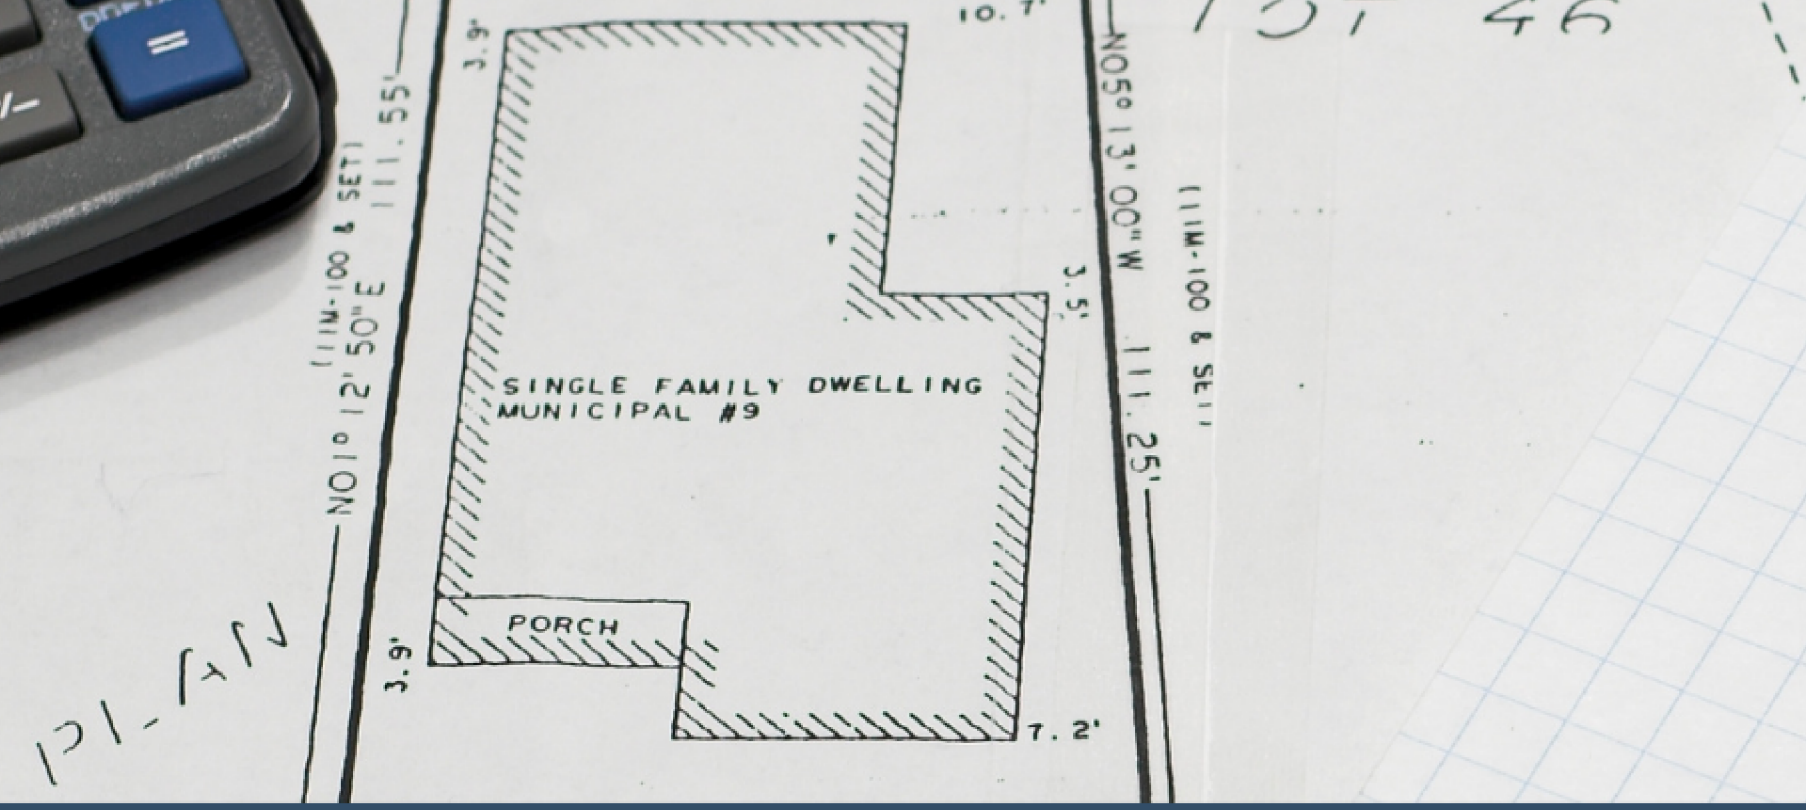 =
3.9'
10.7'
46
N05° 13' 00" W 111.25'
(11M-100 & SET)
N01° 12' 50" E 111.55'
(11M-100 & SET)
3.5'
SINGLE FAMILY DWELLING
MUNICIPAL #9
PORCH
3.9'
7.2'
PLAN